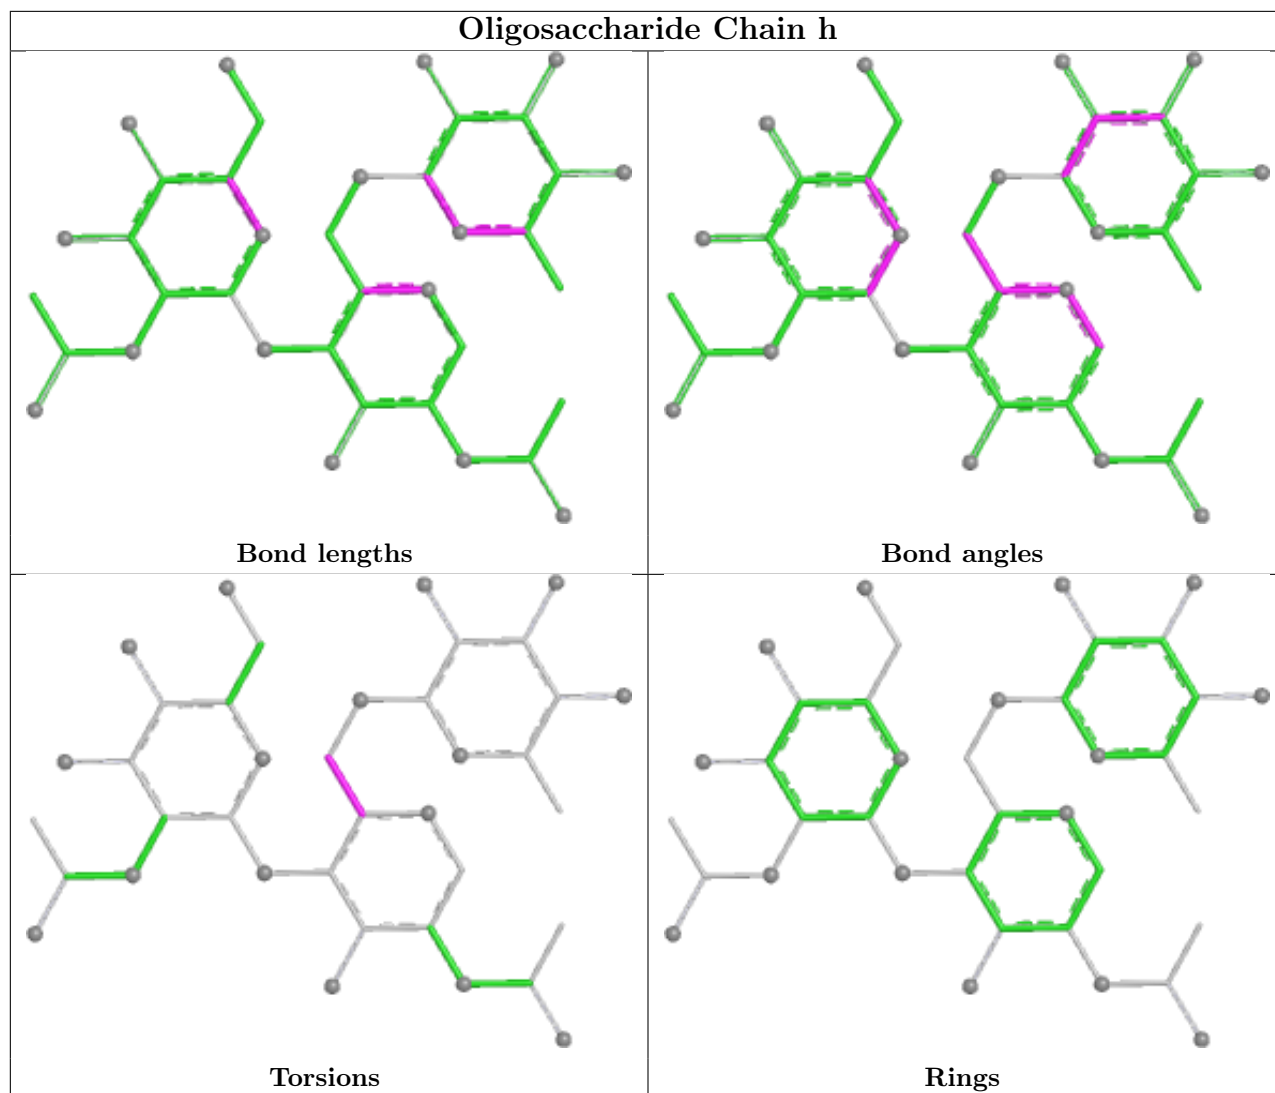 Oligosaccharide Chain h
Bond lengths
Bond angles
Torsions
Rings